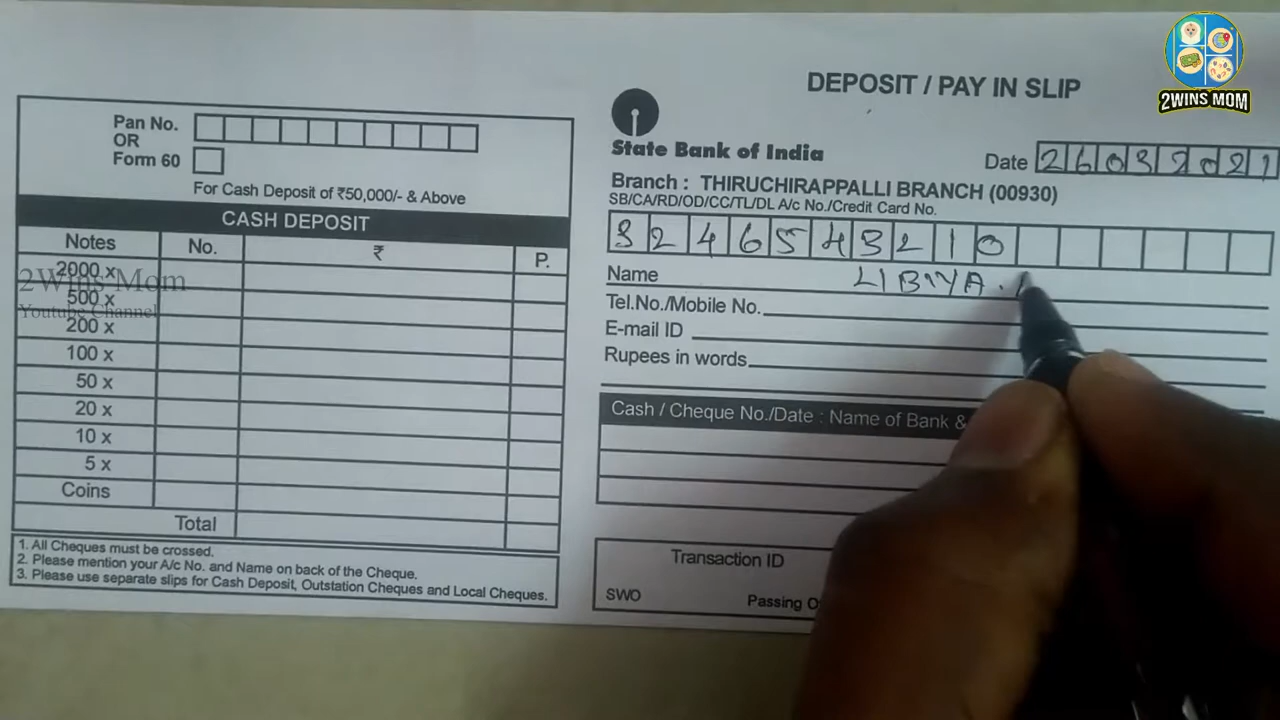 2WINS MOM
DEPOSIT / PAY IN SLIP
Pan No.
OR
Form 60
For Cash Deposit of ₹50,000/- & Above
CASH DEPOSIT
Notes No. ₹ P.
2000 x
500 x
200 x
100 x
50 x
20 x
10 x
5 x
Coins
Total
2Wins Mom
Youtube Channel
1. All Cheques must be crossed.
2. Please mention your A/c No. and Name on back of the Cheque.
3. Please use separate slips for Cash Deposit, Outstation Cheques and Local Cheques.
State Bank of India
Date 26032021
Branch : THIRUCHIRAPPALLI BRANCH (00930)
SB/CA/RD/OD/CC/TL/DL A/c No./Credit Card No.
3246543210
Name LIBIYA.
Tel.No./Mobile No.
E-mail ID
Rupees in words
Cash / Cheque No./Date : Name of Bank &
Transaction ID
SWO Passing